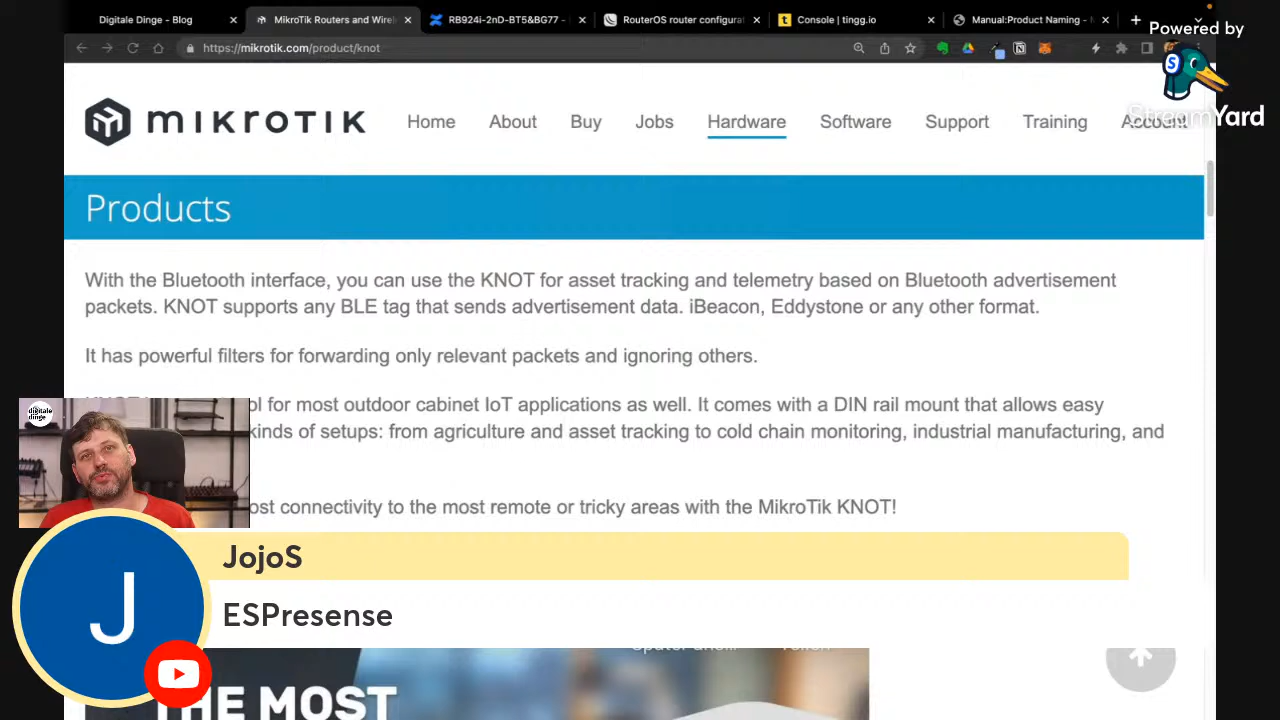 Digitale Dinge - Blog
MikroTik Routers and Wirel
RB924i-2nD-BT5&BG77 -
RouterOS router configurat
Console | tingg.io
Manual:Product Naming -
Powered by
StreamYard
https://mikrotik.com/product/knot
MIKROTIK
Home
About
Buy
Jobs
Hardware
Software
Support
Training
Account
Products
With the Bluetooth interface, you can use the KNOT for asset tracking and telemetry based on Bluetooth advertisement
packets. KNOT supports any BLE tag that sends advertisement data. iBeacon, Eddystone or any other format.
It has powerful filters for forwarding only relevant packets and ignoring others.
for most outdoor cabinet IoT applications as well. It comes with a DIN rail mount that allows easy
kinds of setups: from agriculture and asset tracking to cold chain monitoring, industrial manufacturing, and
connectivity to the most remote or tricky areas with the MikroTik KNOT!
digitale
dinge
J
JojoS
ESPresense
THE MOST